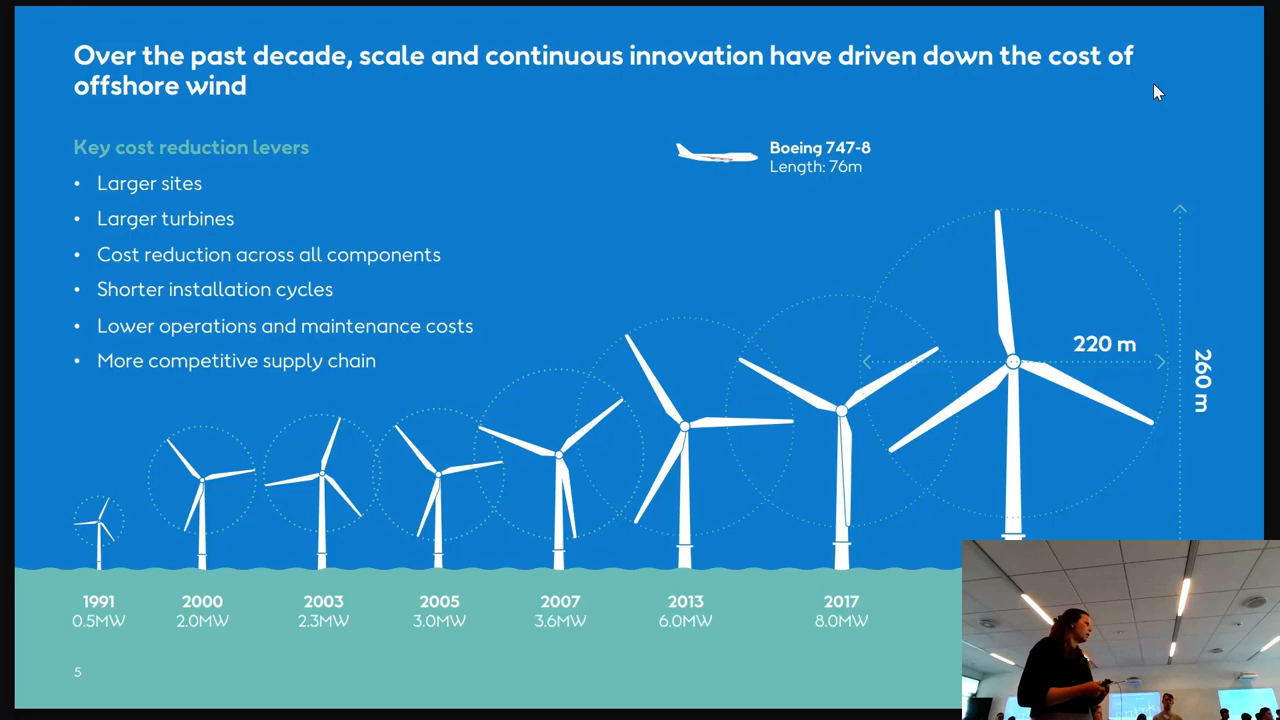 Over the past decade, scale and continuous innovation have driven down the cost of
offshore wind
Key cost reduction levers
• Larger sites
• Larger turbines
• Cost reduction across all components
• Shorter installation cycles
• Lower operations and maintenance costs
• More competitive supply chain
Boeing 747-8
Length: 76m
220 m
260 m
1991
0.5MW
2000
2.0MW
2003
2.3MW
2005
3.0MW
2007
3.6MW
2013
6.0MW
2017
8.0MW
5